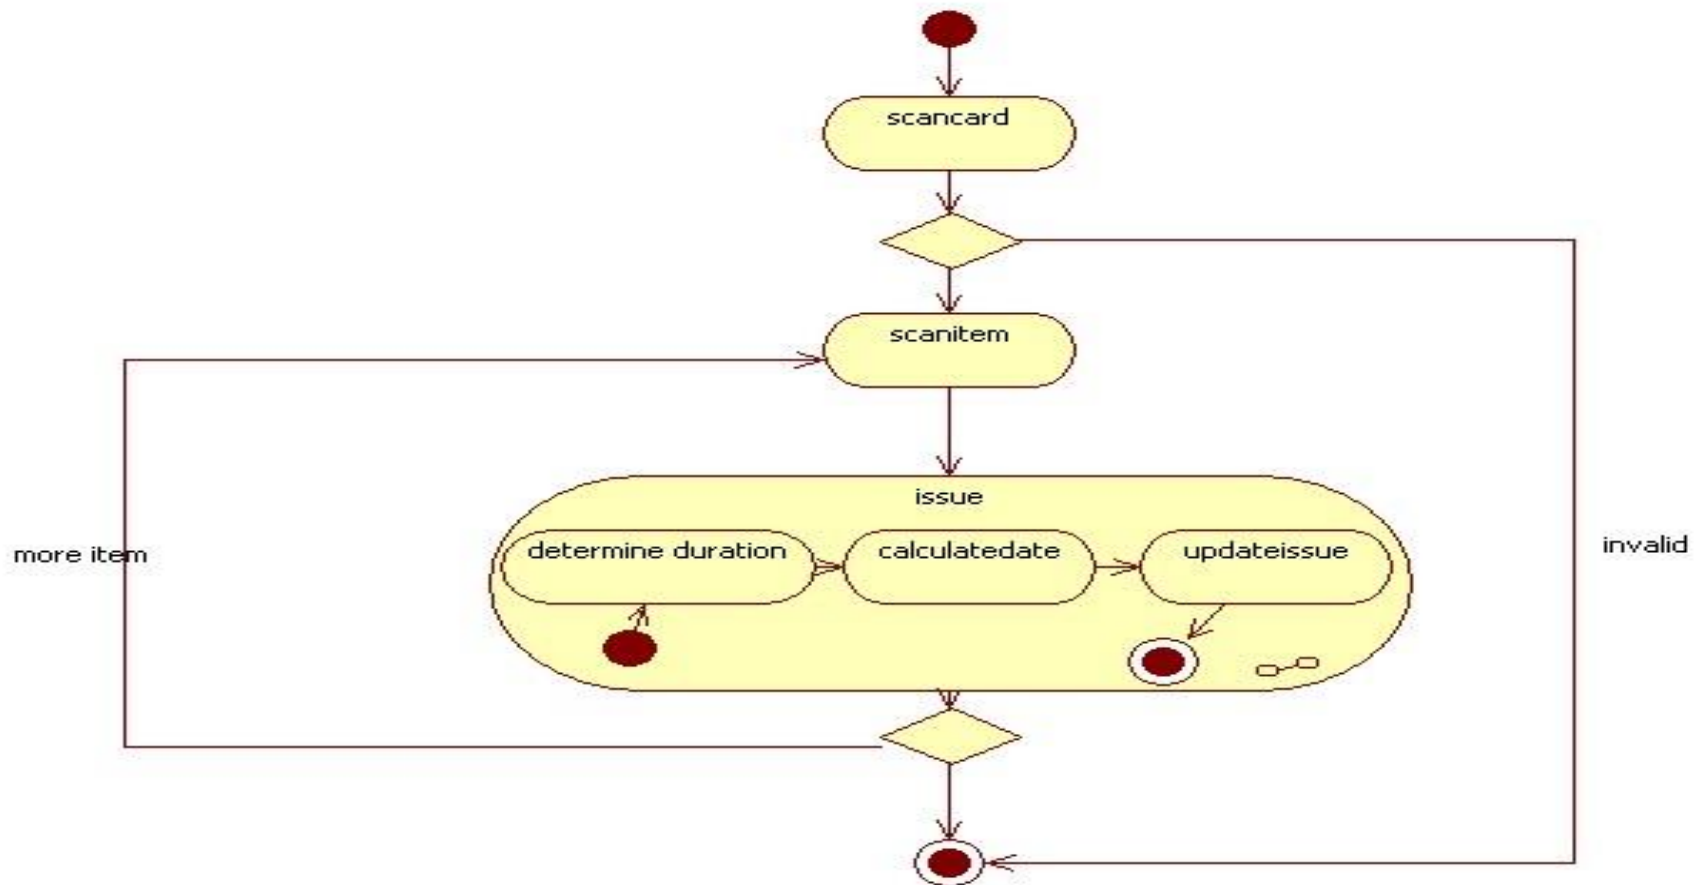 scancard
scanitem
issue
determine duration
calculatedate
updateissue
more item
invalid